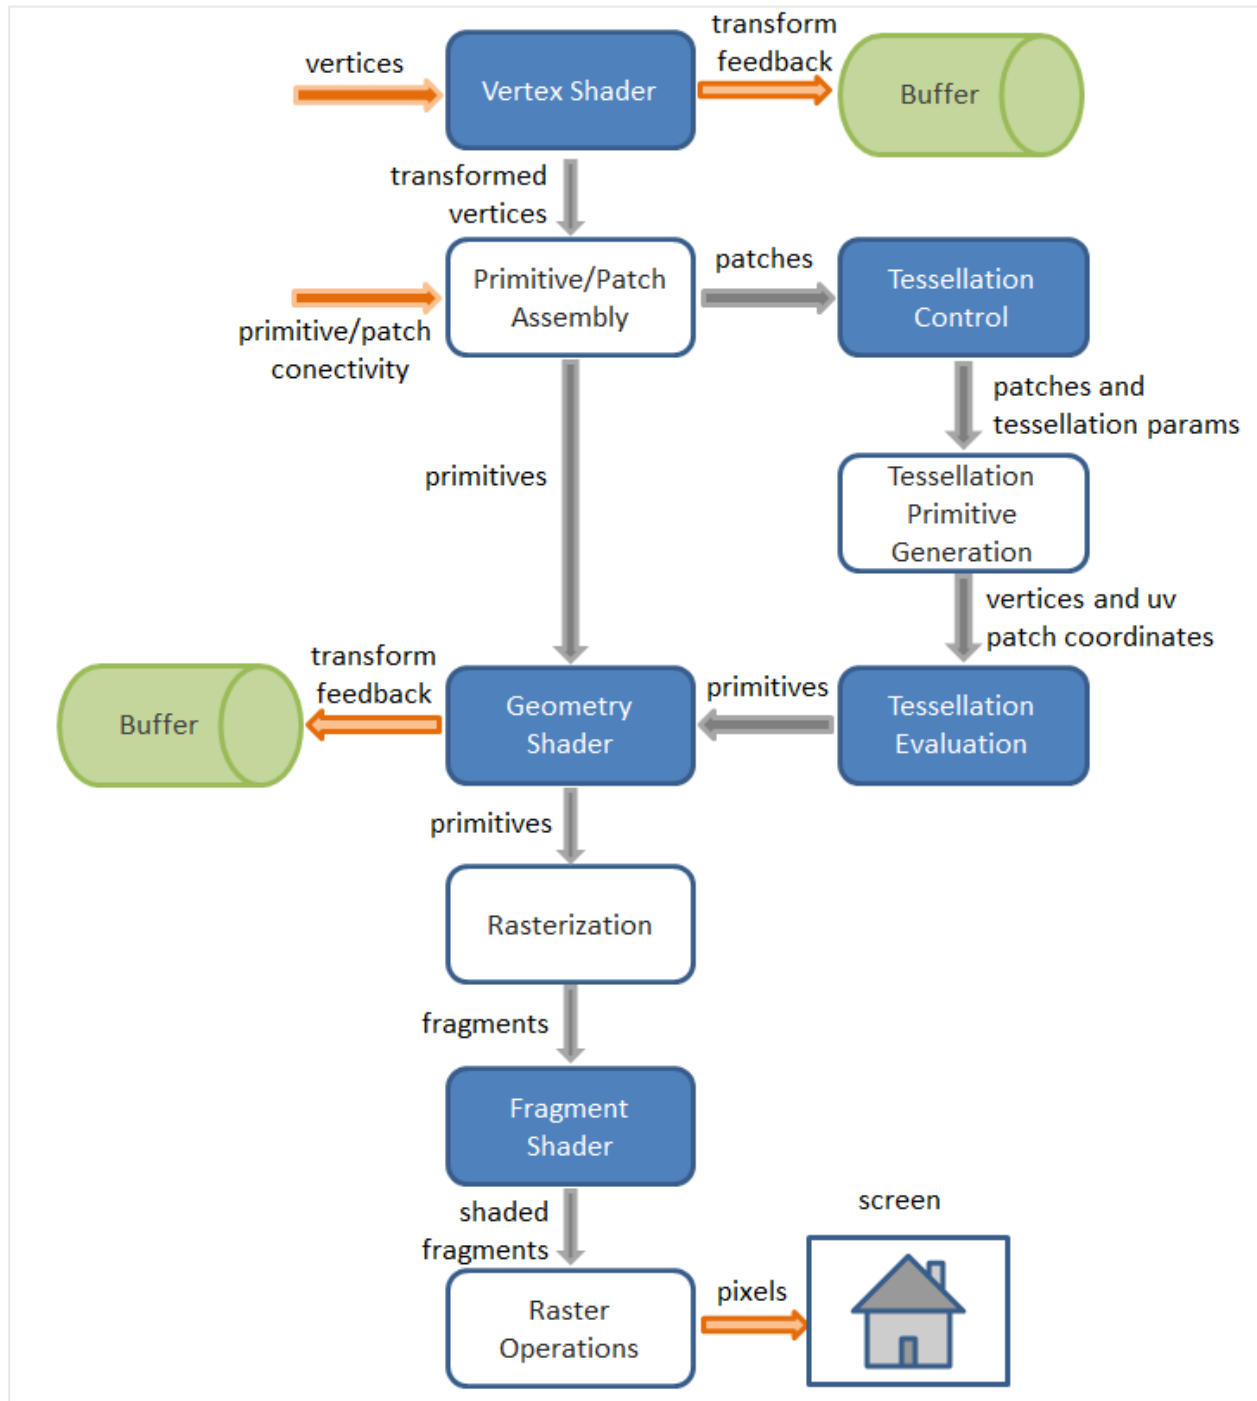 transform
feedback
vertices
Vertex Shader
Buffer
transformed
vertices
Primitive/Patch
Assembly
patches
Tessellation
Control
primitive/patch
conectivity
patches and
tessellation params
primitives
Tessellation
Primitive
Generation
vertices and uv
patch coordinates
transform
feedback
Buffer
Geometry
Shader
primitives
Tessellation
Evaluation
primitives
Rasterization
fragments
Fragment
Shader
shaded
fragments
screen
Raster
Operations
pixels